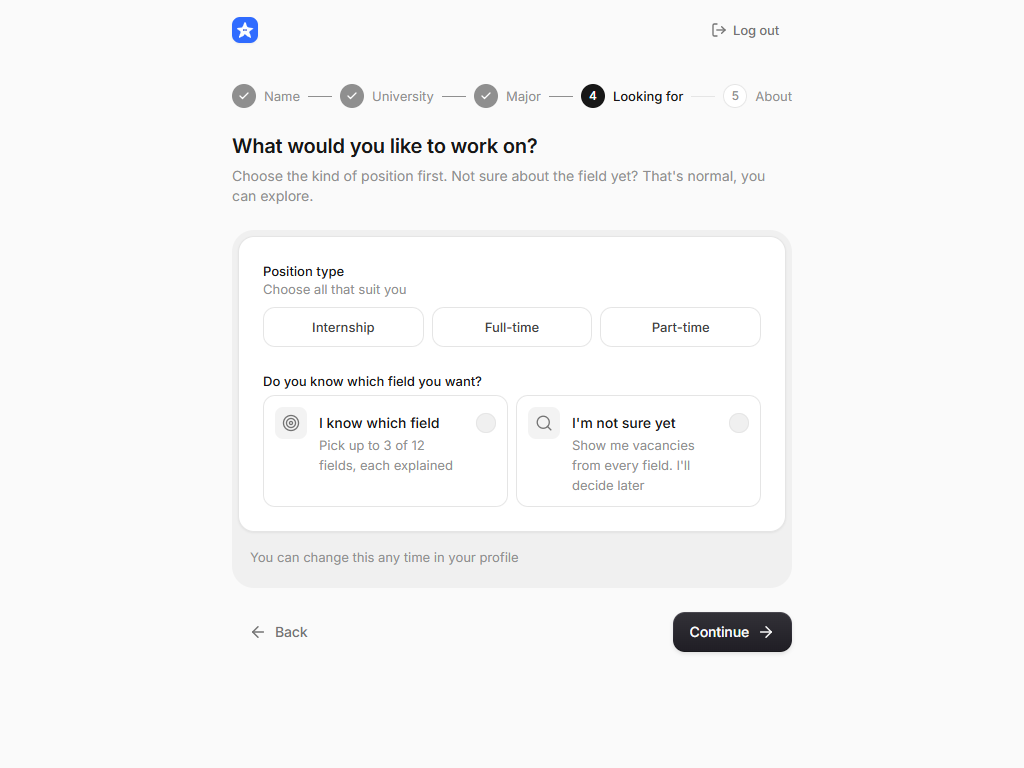 Log out
Name
University
Major
4 Looking for
5 About
What would you like to work on?
Choose the kind of position first. Not sure about the field yet? That's normal, you
can explore.
Position type
Choose all that suit you
Internship
Full-time
Part-time
Do you know which field you want?
I know which field
Pick up to 3 of 12
fields, each explained
I'm not sure yet
Show me vacancies
from every field. I'll
decide later
You can change this any time in your profile
Back
Continue